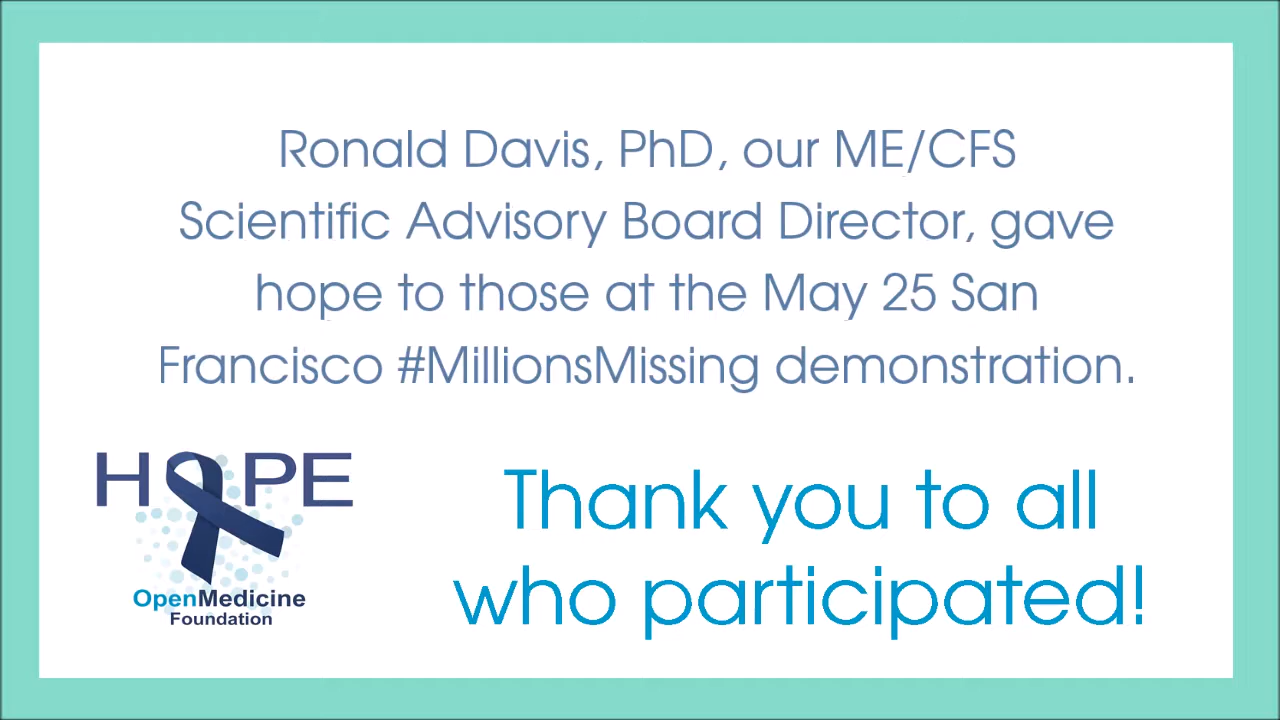 Ronald Davis, PhD, our ME/CFS
Scientific Advisory Board Director, gave
hope to those at the May 25 San
Francisco #MillionsMissing demonstration.
HOPE
OpenMedicine
Foundation
Thank you to all
who participated!